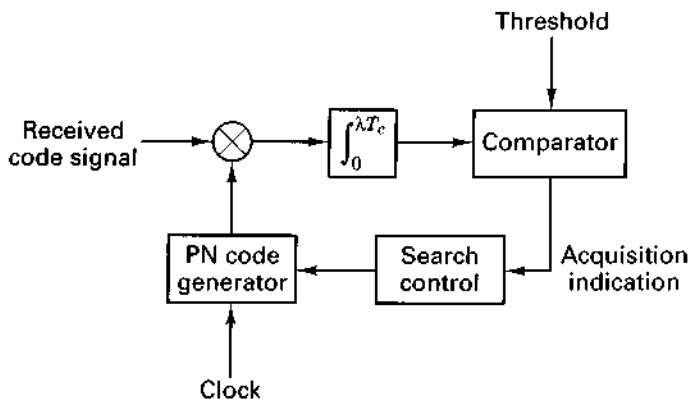 Threshold
Received
code signal
∫₀^{λT_c}
Comparator
PN code
generator
Search
control
Acquisition
indication
Clock